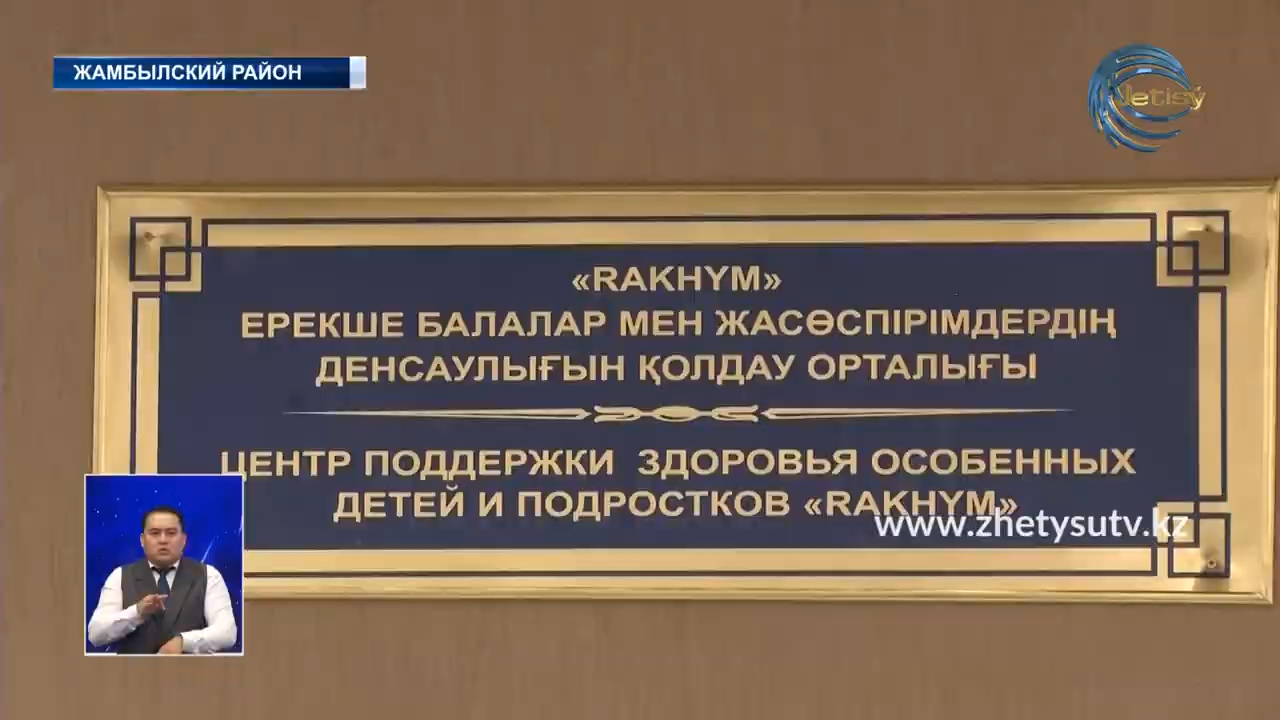 ЖАМБЫЛСКИЙ РАЙОН
Jetisý
«RAKHYM»
ЕРЕКШЕ БАЛАЛАР МЕН ЖАСӨСПІРІМДЕРДІҢ
ДЕНСАУЛЫҒЫН ҚОЛДАУ ОРТАЛЫҒЫ
ЦЕНТР ПОДДЕРЖКИ ЗДОРОВЬЯ ОСОБЕННЫХ
ДЕТЕЙ И ПОДРОСТКОВ «RAKHYM»
www.zhetysutv.kz